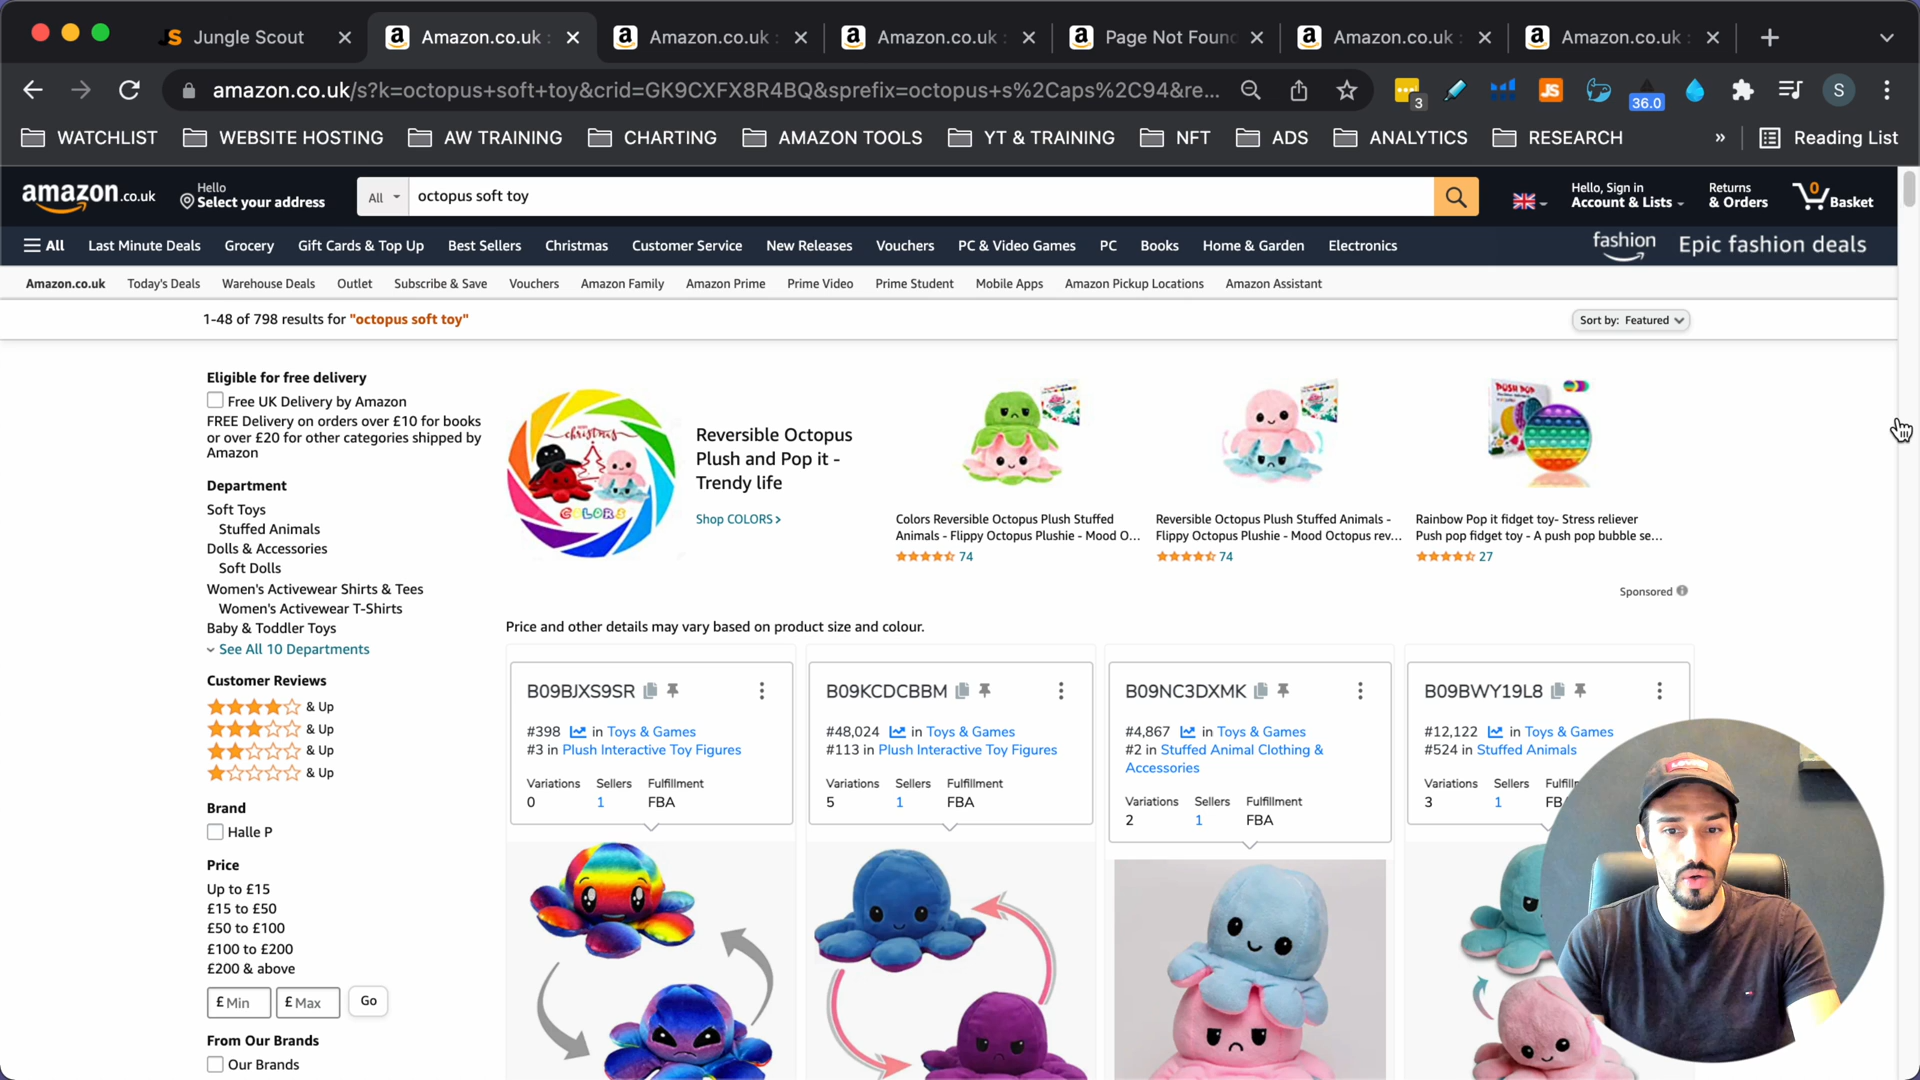 Jungle Scout
Amazon.co.uk :
Amazon.co.uk :
Amazon.co.uk :
Page Not Foun
Amazon.co.uk :
Amazon.co.uk :
amazon.co.uk/s?k=octopus+soft+toy&crid=GK9CXFX8R4BQ&sprefix=octopus+s%2Caps%2C94&re...
3
JS
36.0
S
WATCHLIST
WEBSITE HOSTING
AW TRAINING
CHARTING
AMAZON TOOLS
YT & TRAINING
NFT
ADS
ANALYTICS
RESEARCH
»
Reading List
amazon.co.uk
Hello
Select your address
All
octopus soft toy
Hello, Sign in
Account & Lists
Returns
& Orders
0
Basket
All
Last Minute Deals
Grocery
Gift Cards & Top Up
Best Sellers
Christmas
Customer Service
New Releases
Vouchers
PC & Video Games
PC
Books
Home & Garden
Electronics
fashion
Epic fashion deals
Amazon.co.uk
Today's Deals
Warehouse Deals
Outlet
Subscribe & Save
Vouchers
Amazon Family
Amazon Prime
Prime Video
Prime Student
Mobile Apps
Amazon Pickup Locations
Amazon Assistant
1-48 of 798 results for "octopus soft toy"
Sort by: Featured
Eligible for free delivery
Free UK Delivery by Amazon
FREE Delivery on orders over £10 for books
or over £20 for other categories shipped by
Amazon
Department
Soft Toys
Stuffed Animals
Dolls & Accessories
Soft Dolls
Women's Activewear Shirts & Tees
Women's Activewear T-Shirts
Baby & Toddler Toys
See All 10 Departments
Customer Reviews
& Up
& Up
& Up
& Up
Brand
Halle P
Price
Up to £15
£15 to £50
£50 to £100
£100 to £200
£200 & above
£ Min
£ Max
Go
From Our Brands
Our Brands
christmas
COLORS
Reversible Octopus
Plush and Pop it -
Trendy life
Shop COLORS ›
Colors Reversible Octopus Plush Stuffed
Animals - Flippy Octopus Plushie - Mood O...
74
Reversible Octopus Plush Stuffed Animals -
Flippy Octopus Plushie - Mood Octopus rev...
74
PUSH POP
Rainbow Pop it fidget toy- Stress reliever
Push pop fidget toy - A push pop bubble se...
27
Sponsored
Price and other details may vary based on product size and colour.
B09BJXS9SR
#398 in Toys & Games
#3 in Plush Interactive Toy Figures
Variations Sellers Fulfillment
0 1 FBA
B09KCDCBBM
#48,024 in Toys & Games
#113 in Plush Interactive Toy Figures
Variations Sellers Fulfillment
5 1 FBA
B09NC3DXMK
#4,867 in Toys & Games
#2 in Stuffed Animal Clothing &
Accessories
Variations Sellers Fulfillment
2 1 FBA
B09BWY19L8
#12,122 in Toys & Games
#524 in Stuffed Animals
Variations Sellers Fulfill
3 1 FB